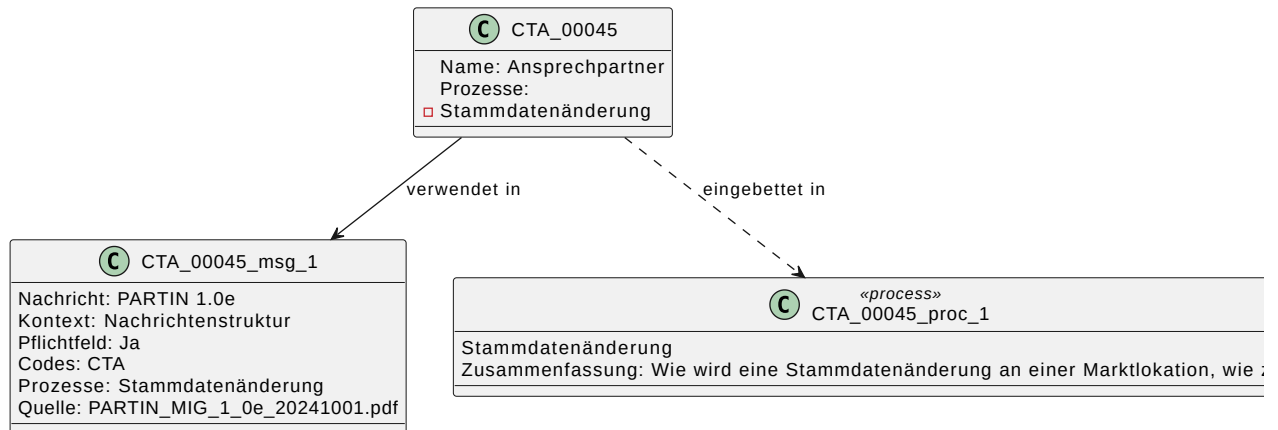 C CTA_00045
Name: Ansprechpartner
Prozesse:
Stammdatenänderung
verwendet in
eingebettet in
C CTA_00045_msg_1
Nachricht: PARTIN 1.0e
Kontext: Nachrichtenstruktur
Pflichtfeld: Ja
Codes: CTA
Prozesse: Stammdatenänderung
Quelle: PARTIN_MIG_1_0e_20241001.pdf
«process»
C CTA_00045_proc_1
Stammdatenänderung
Zusammenfassung: Wie wird eine Stammdatenänderung an einer Marktlokation, wie